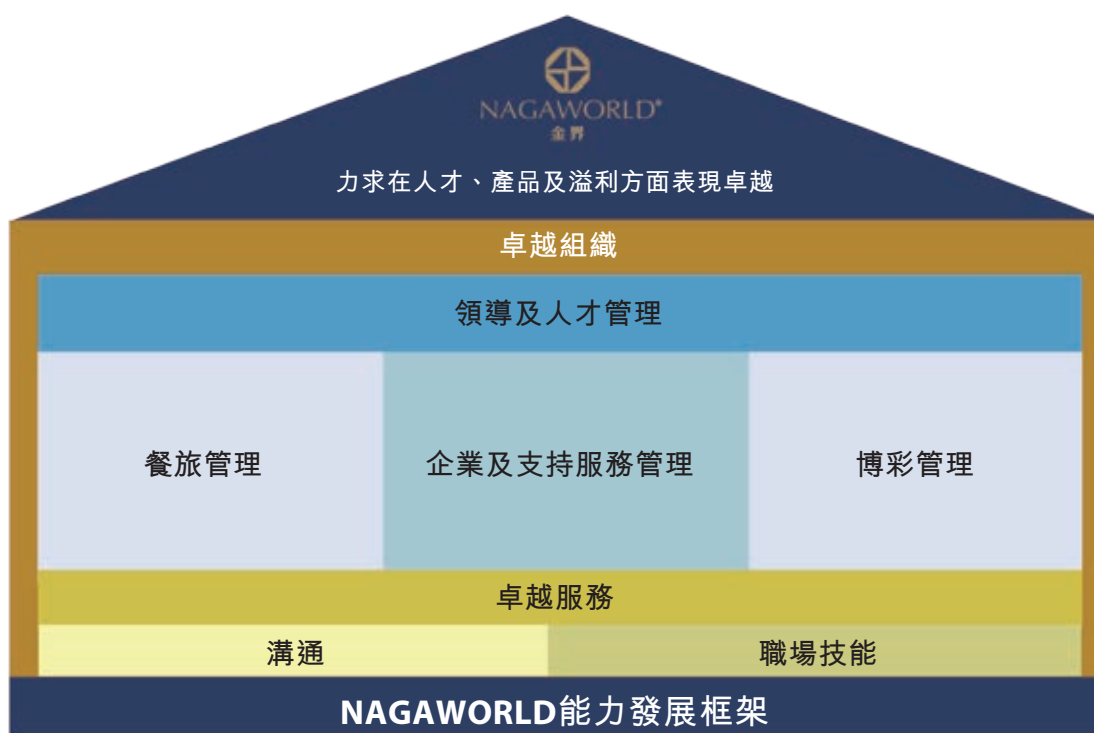 NAGAWORLD®
金界
力求在人才、產品及溢利方面表現卓越
卓越組織
領導及人才管理
餐旅管理
企業及支持服務管理
博彩管理
卓越服務
溝通
職場技能
NAGAWORLD能力發展框架